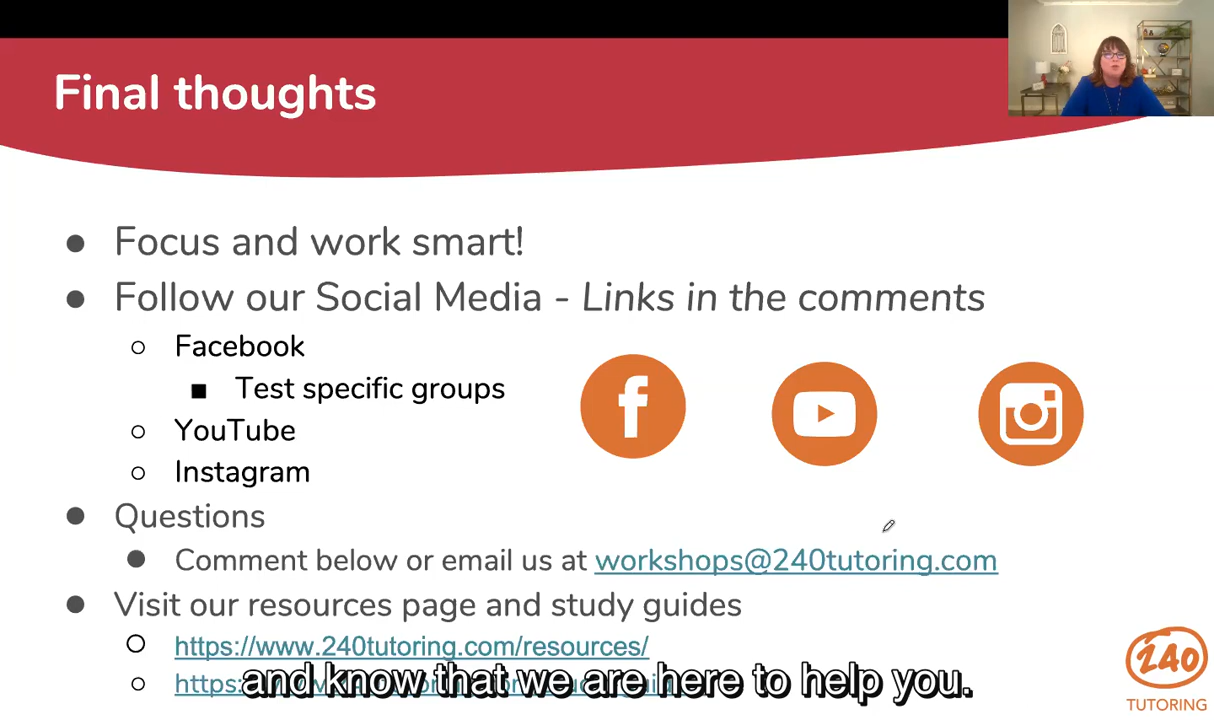 Final thoughts
● Focus and work smart!
● Follow our Social Media - Links in the comments
○ Facebook
■ Test specific groups
○ YouTube
○ Instagram
● Questions
● Comment below or email us at workshops@240tutoring.com
● Visit our resources page and study guides
○ https://www.240tutoring.com/resources/
and know that we are here to help you.
240
TUTORING